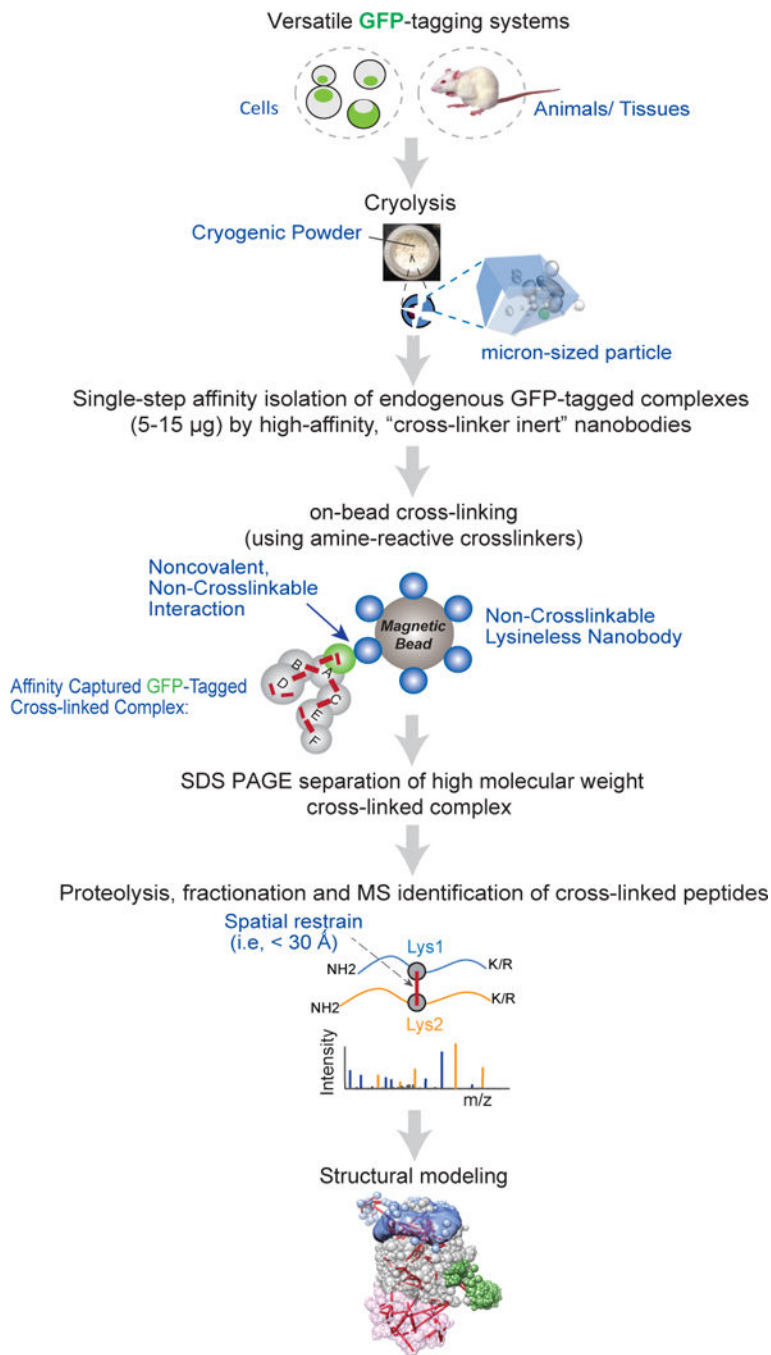 Versatile GFP-tagging systems
Cells
Animals/ Tissues
Cryolysis
Cryogenic Powder
micron-sized particle
Single-step affinity isolation of endogenous GFP-tagged complexes
(5-15 µg) by high-affinity, “cross-linker inert” nanobodies
on-bead cross-linking
(using amine-reactive crosslinkers)
Noncovalent,
Non-Crosslinkable
Interaction
Magnetic
Bead
Non-Crosslinkable
Lysineless Nanobody
Affinity Captured GFP-Tagged
Cross-linked Complex:
B
D
A
C
E
F
SDS PAGE separation of high molecular weight
cross-linked complex
Proteolysis, fractionation and MS identification of cross-linked peptides
Spatial restrain
(i.e, < 30 Å)
Lys1
NH2
K/R
NH2
K/R
Lys2
Intensity
m/z
Structural modeling